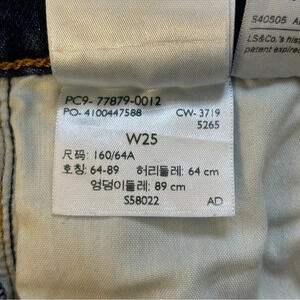 S40505 A
LS&Co.'s his
patent expired
PC9- 77879-0012
PO- 4100447588 CW- 3719
5265
W25
尺码: 160/64A
호칭: 64-89 허리둘레: 64 cm
엉덩이둘레: 89 cm
S58022 AD